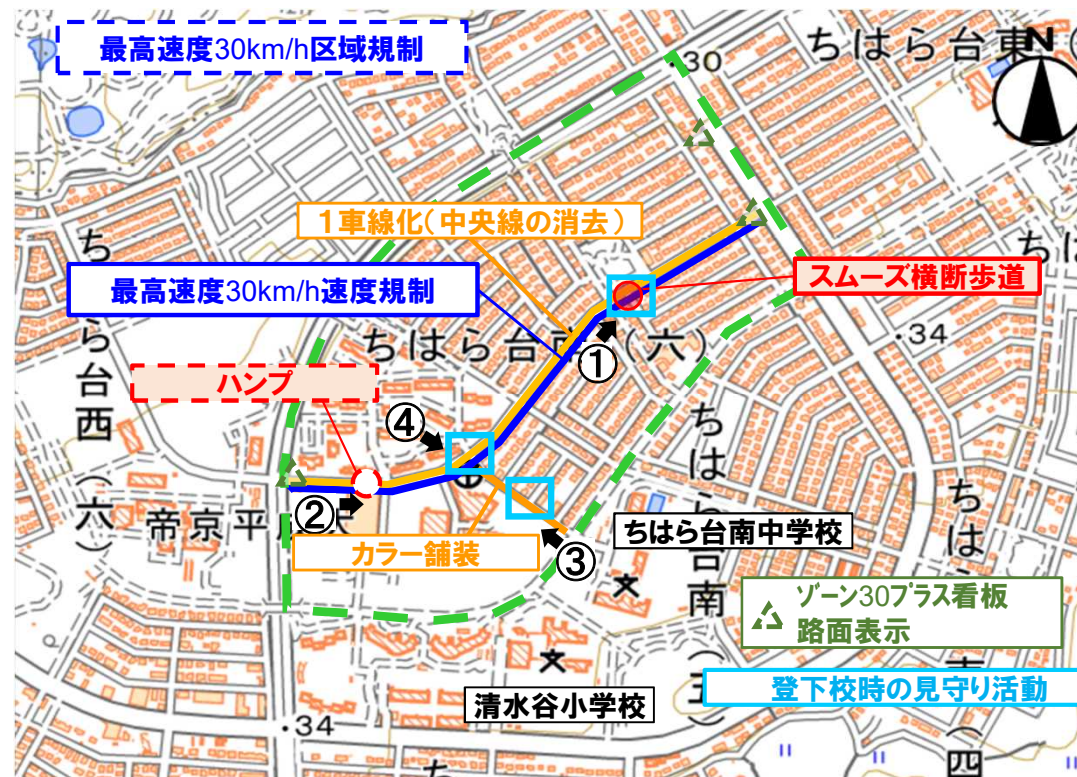 最高速度30km/h区域規制
ちはら台東(
N
・30
1車線化(中央線の消去)
最高速度30km/h速度規制
スムーズ横断歩道
ちはら台南(六)
・34
①
ハンプ
④
ちはら台西(六)
②
帝京平
カラー舗装
③
ちはら台南中学校
ちはら台南(五)
ゾーン30プラス看板
路面表示
登下校時の見守り活動
清水谷小学校
・34